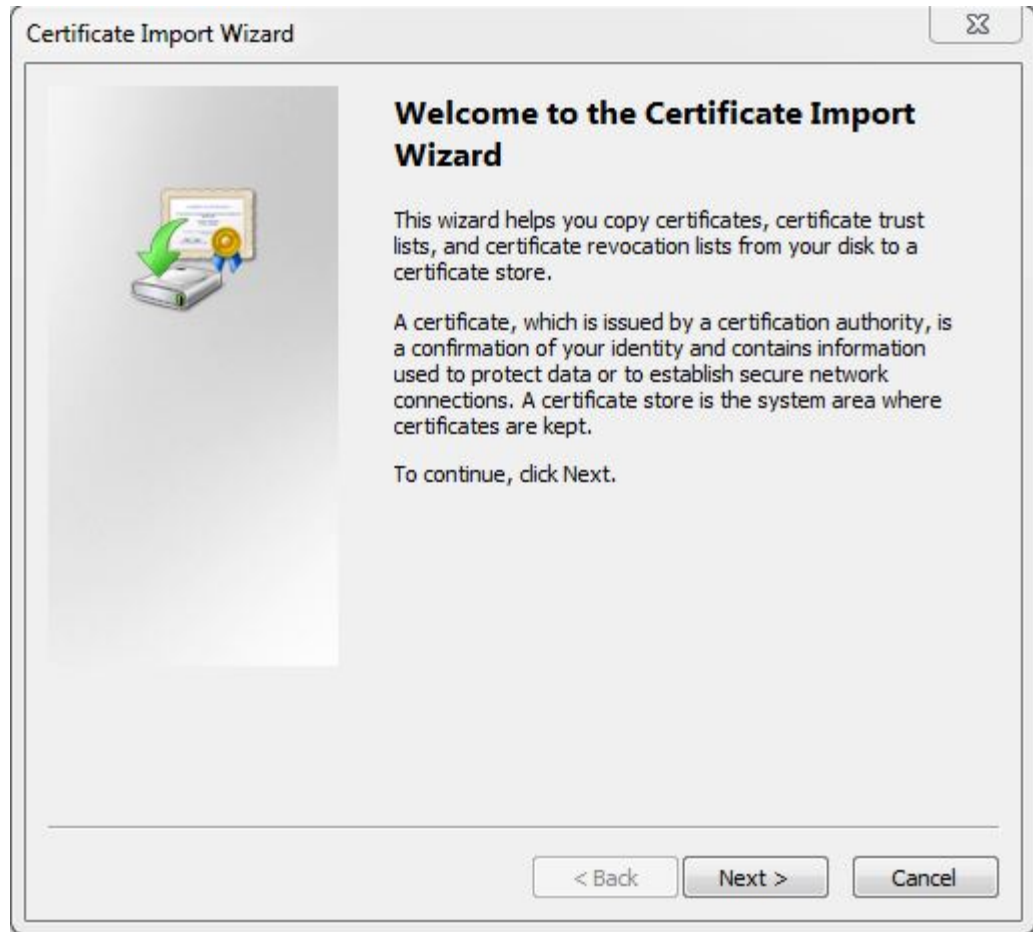 Certificate Import Wizard
Welcome to the Certificate Import
Wizard
This wizard helps you copy certificates, certificate trust
lists, and certificate revocation lists from your disk to a
certificate store.
A certificate, which is issued by a certification authority, is
a confirmation of your identity and contains information
used to protect data or to establish secure network
connections. A certificate store is the system area where
certificates are kept.
To continue, click Next.
< Back Next > Cancel